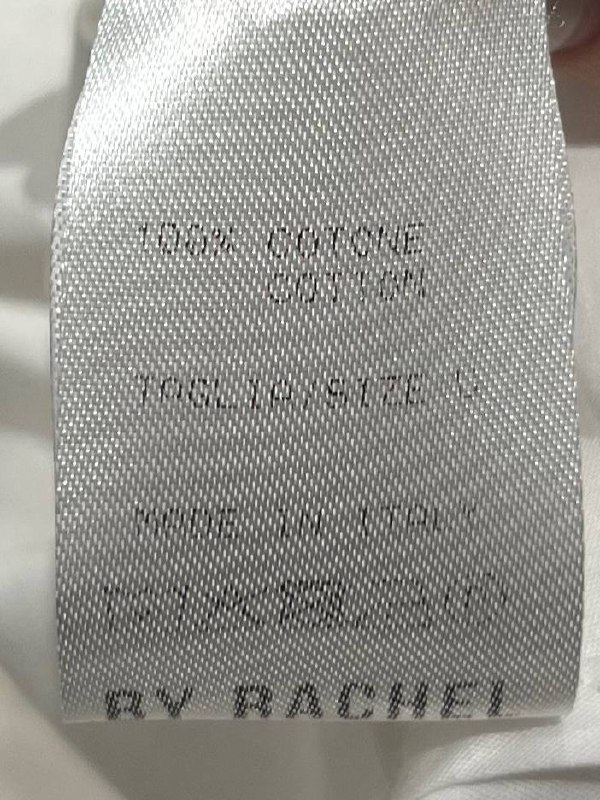 100% COTONE
COTTON
TAGLIA/SIZE L
MADE IN ITALY
BY RACHEL